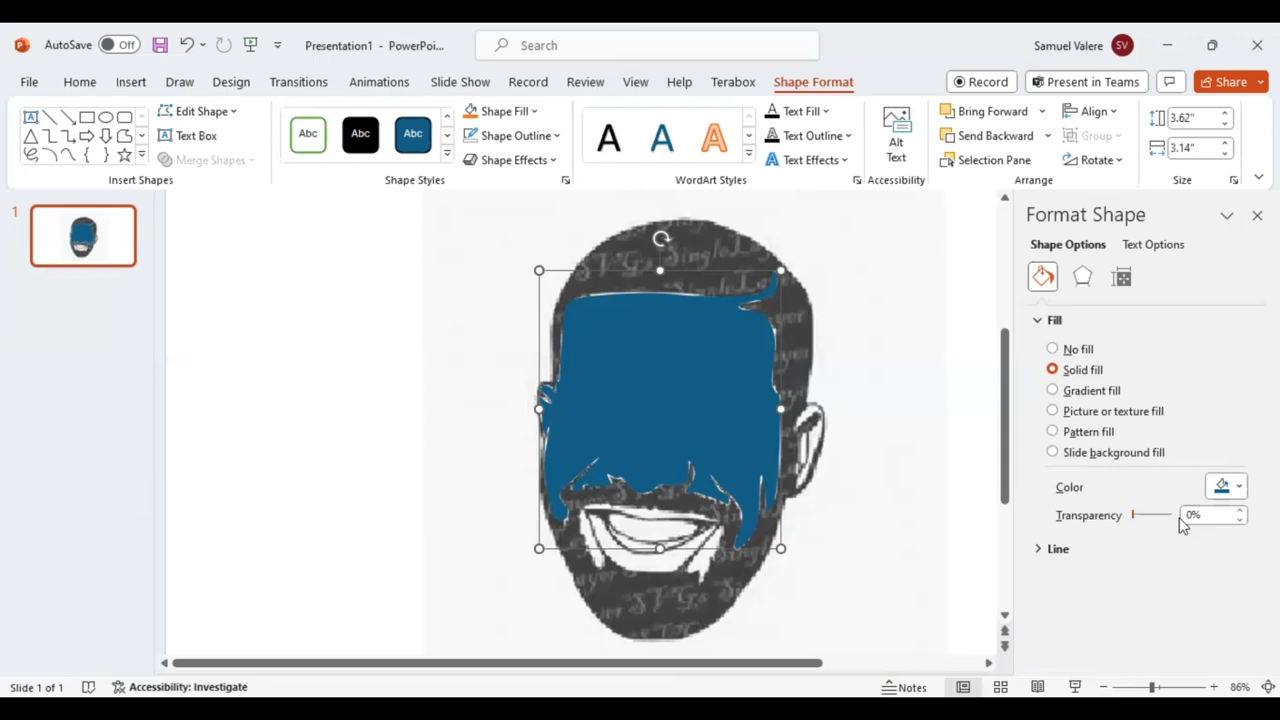 AutoSave Off Presentation1 - PowerPoi... Search Samuel Valere SV
File Home Insert Draw Design Transitions Animations Slide Show Record Review View Help Terabox Shape Format Record Present in Teams Share
Edit Shape
Text Box
Merge Shapes
Insert Shapes
Abc Abc Abc
Shape Fill
Shape Outline
Shape Effects
Shape Styles
A A A
Text Fill
Text Outline
Text Effects
WordArt Styles
Alt
Text
Accessibility
Bring Forward
Send Backward
Selection Pane
Align
Group
Rotate
Arrange
3.62"
3.14"
Size
1
Format Shape
Shape Options Text Options
Fill
No fill
Solid fill
Gradient fill
Picture or texture fill
Pattern fill
Slide background fill
Color
Transparency 0%
Line
Slide 1 of 1 Accessibility: Investigate Notes 86%